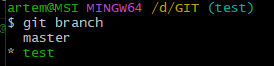 artem@MSI MINGW64 /d/GIT (test)
$ git branch
  master
* test